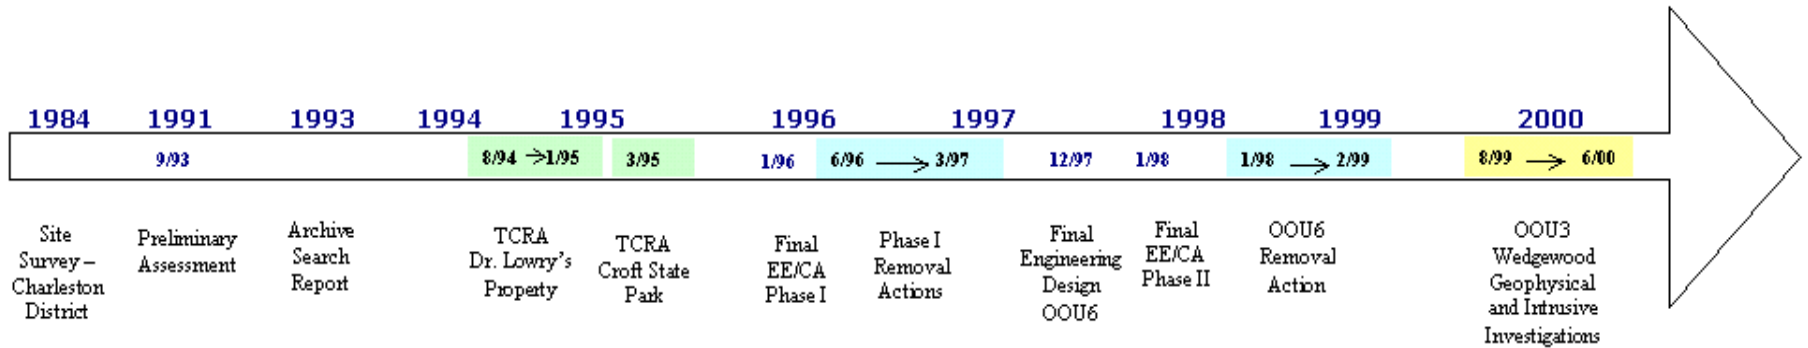 1984 1991 1993 1994 1995 1996 1997 1998 1999 2000
9/93 8/94 →1/95 3/95 1/96 6/96 → 3/97 12/97 1/98 1/98 → 2/99 8/99 → 6/00
Site
Survey –
Charleston
District
Preliminary
Assessment
Archive
Search
Report
TCRA
Dr. Lowry's
Property
TCRA
Croft State
Park
Final
EE/CA
Phase I
Phase I
Removal
Actions
Final
Engineering
Design
OOU6
Final
EE/CA
Phase II
OOU6
Removal
Action
OOU3
Wedgewood
Geophysical
and Intrusive
Investigations